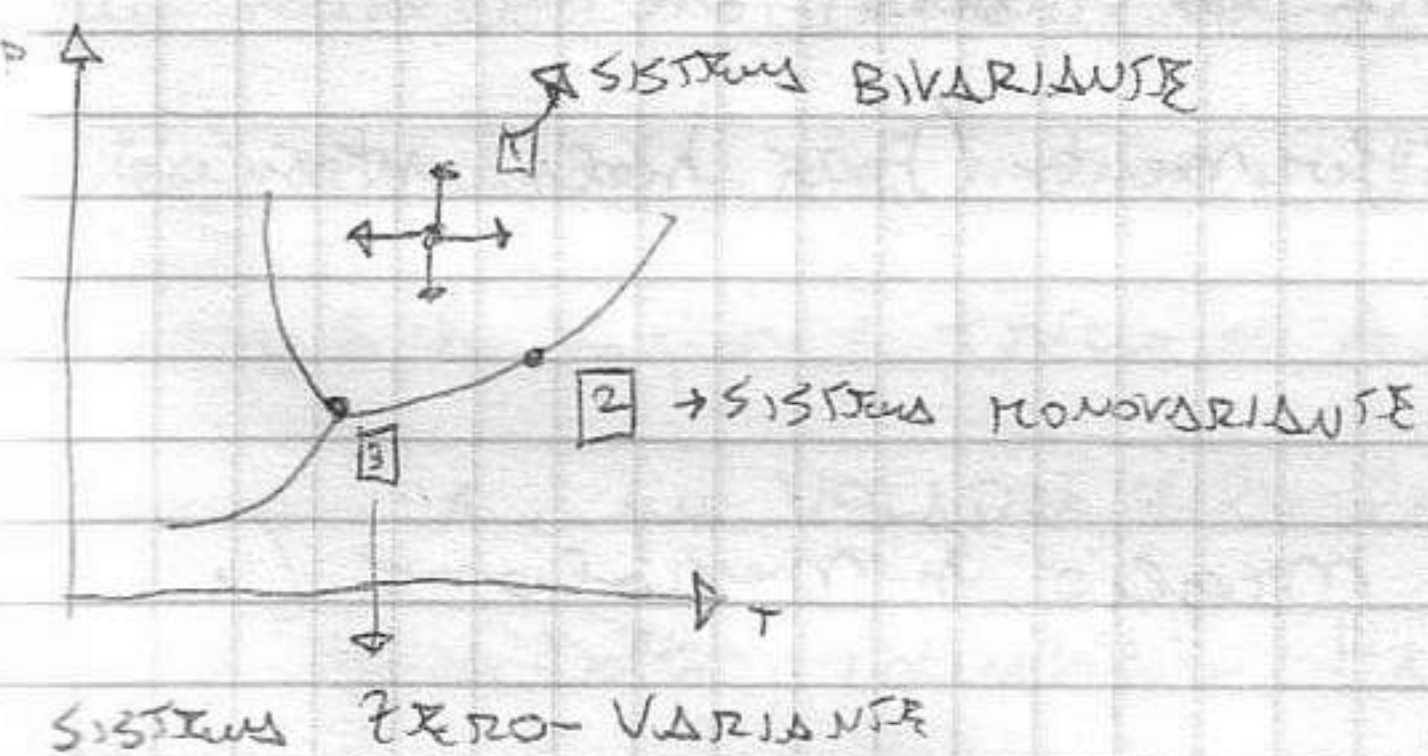 P
SISTEMA BIVARIANTE
1
2 → SISTEMA MONOVARIANTE
3
T
SISTEMA ZERO-VARIANTE